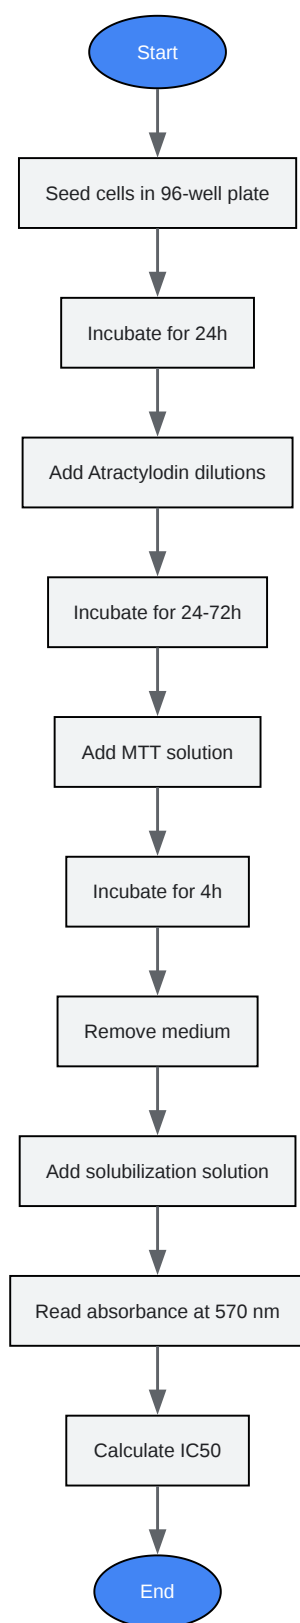 Start
Seed cells in 96-well plate
Incubate for 24h
Add Atractylodin dilutions
Incubate for 24-72h
Add MTT solution
Incubate for 4h
Remove medium
Add solubilization solution
Read absorbance at 570 nm
Calculate IC50
End